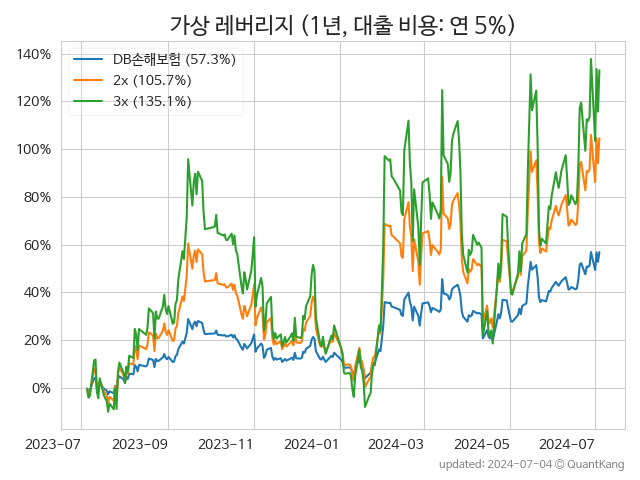 가상 레버리지 (1년, 대출 비용: 연 5%)
DB손해보험 (57.3%)
2x (105.7%)
3x (135.1%)
140%
120%
100%
80%
60%
40%
20%
0%
2023-07 2023-09 2023-11 2024-01 2024-03 2024-05 2024-07
updated: 2024-07-04 © QuantKang